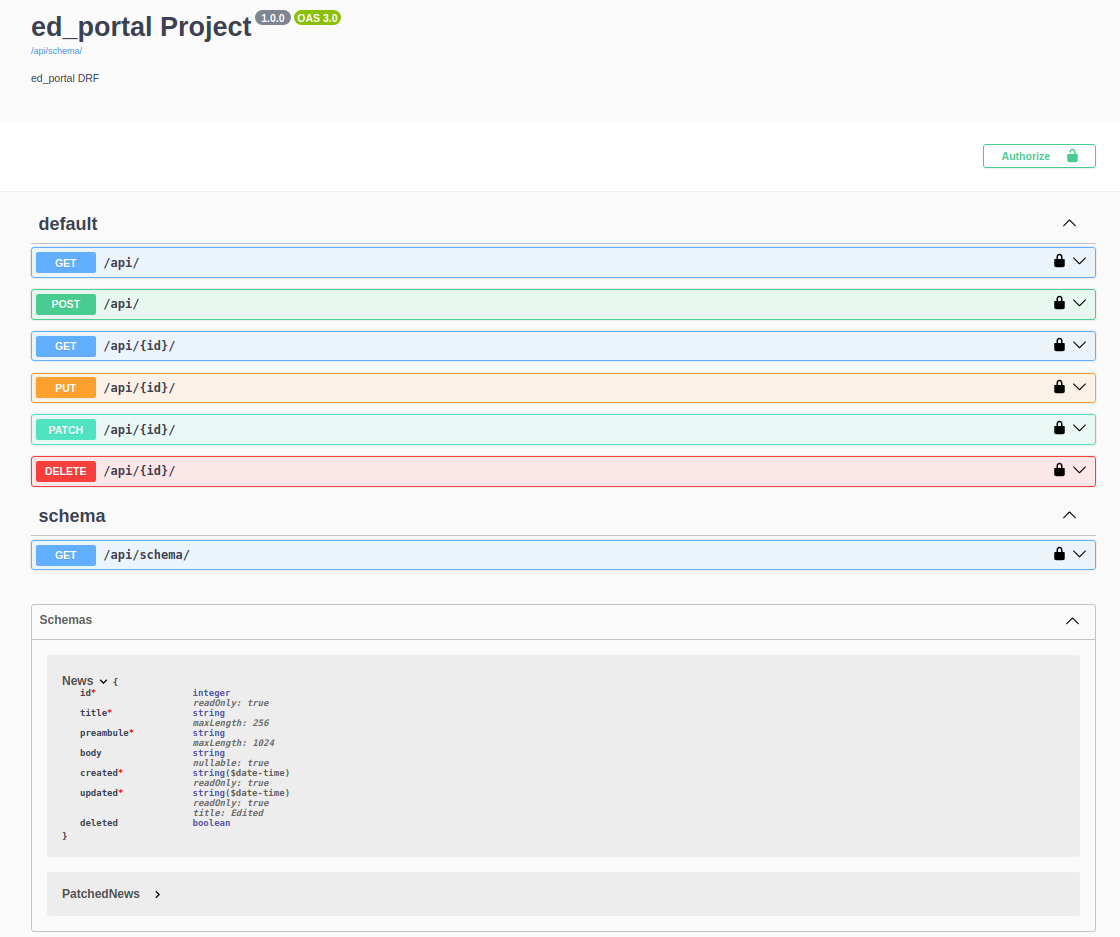 ed_portal Project 1.0.0 OAS 3.0
/api/schema/
ed_portal DRF
Authorize
default
GET /api/
POST /api/
GET /api/{id}/
PUT /api/{id}/
PATCH /api/{id}/
DELETE /api/{id}/
schema
GET /api/schema/
Schemas
News {
id* integer
readOnly: true
title* string
maxLength: 256
preambule* string
maxLength: 1024
body string
nullable: true
created* string($date-time)
readOnly: true
updated* string($date-time)
readOnly: true
title: Edited
deleted boolean
}
PatchedNews